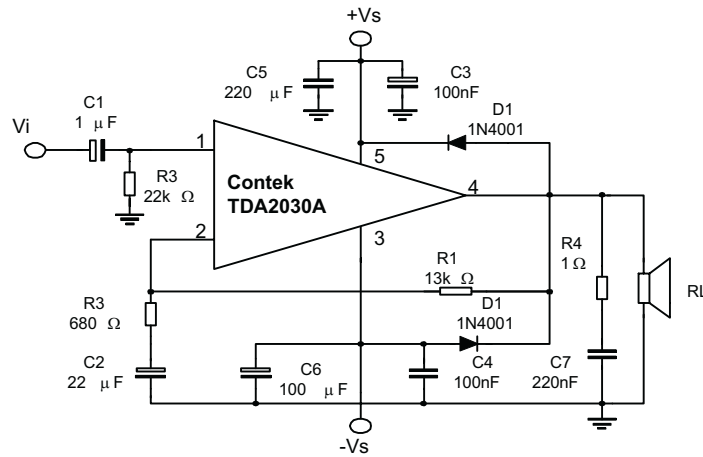 +Vs
C5
220 μF
C3
100nF
D1
1N4001
C1
1 μF
Vi
1
5
R3
22k Ω
Contek
TDA2030A
4
2
3
R1
13k Ω
R4
1Ω
RL
R3
680 Ω
D1
1N4001
C2
22 μF
C6
100 μF
C4
100nF
C7
220nF
-Vs